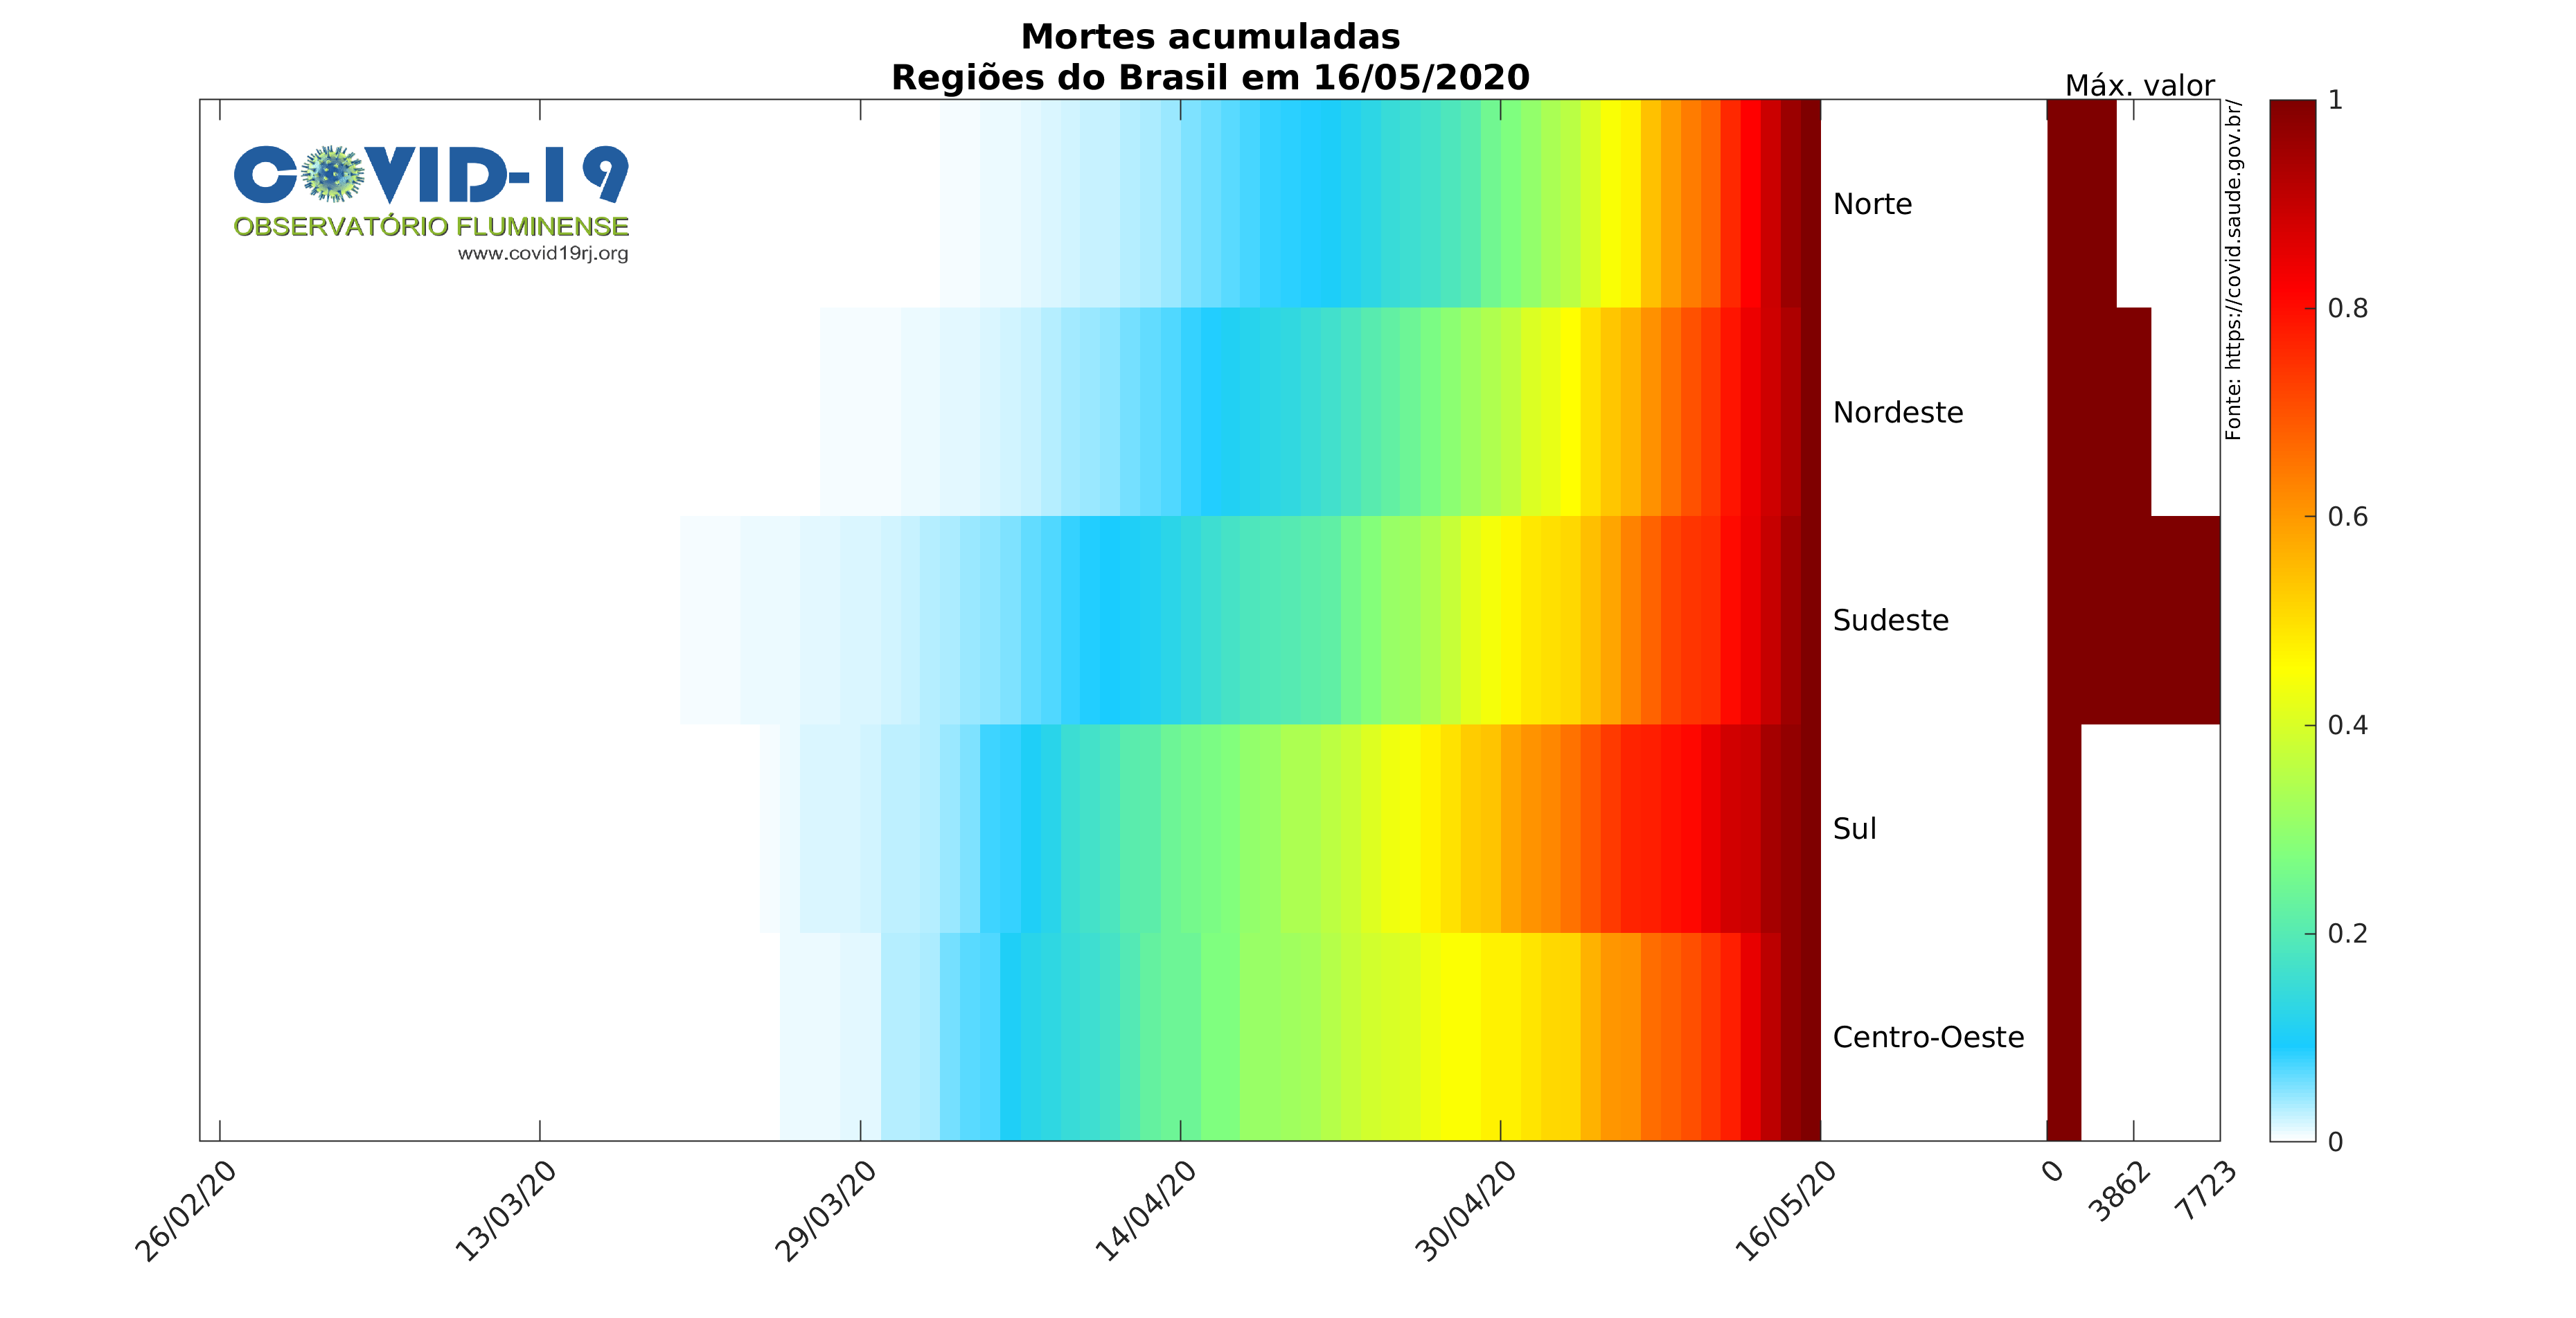 Mortes acumuladas
Regiões do Brasil em 16/05/2020
Máx. valor
COVID-19
OBSERVATÓRIO FLUMINENSE
www.covid19rj.org
Norte
Nordeste
Sudeste
Sul
Centro-Oeste
Fonte: https://covid.saude.gov.br/
1
0.8
0.6
0.4
0.2
0
26/02/20
13/03/20
29/03/20
14/04/20
30/04/20
16/05/20
0
3862
7723